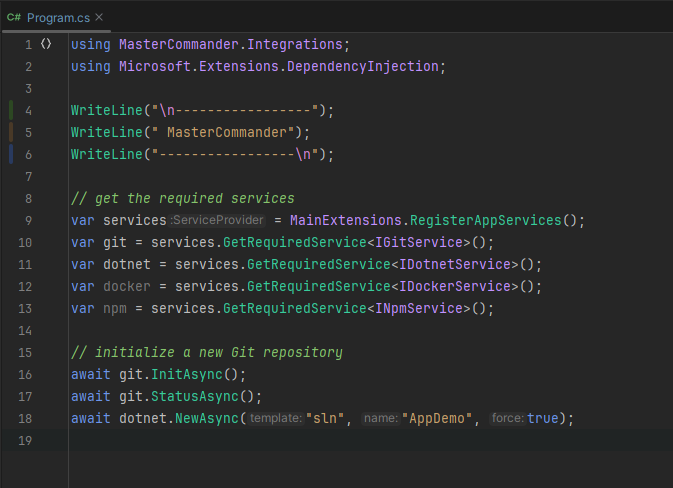 C# Program.cs ×
1 <> using MasterCommander.Integrations;
2 using Microsoft.Extensions.DependencyInjection;
3
4 WriteLine("\n-----------------");
5 WriteLine(" MasterCommander");
6 WriteLine("-----------------\n");
7
8 // get the required services
9 var services :ServiceProvider = MainExtensions.RegisterAppServices();
10 var git = services.GetRequiredService<IGitService>();
11 var dotnet = services.GetRequiredService<IDotnetService>();
12 var docker = services.GetRequiredService<IDockerService>();
13 var npm = services.GetRequiredService<INpmService>();
14
15 // initialize a new Git repository
16 await git.InitAsync();
17 await git.StatusAsync();
18 await dotnet.NewAsync( template: "sln", name: "AppDemo", force: true);
19